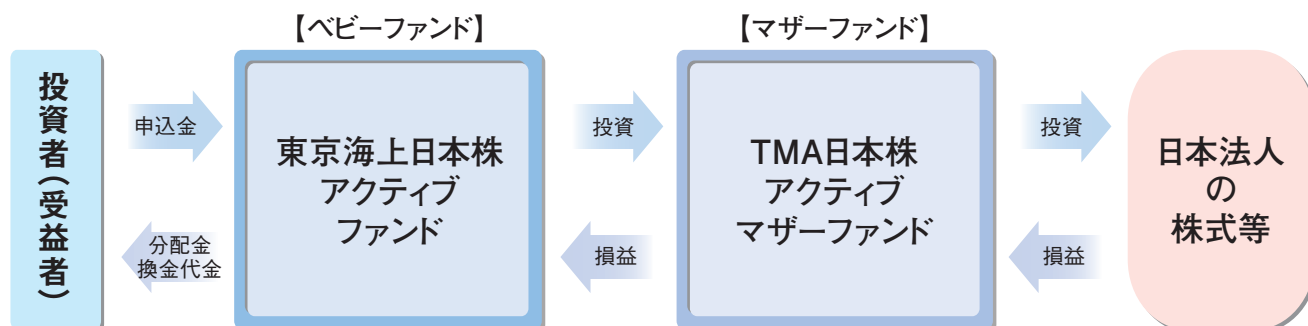 【ベビーファンド】
【マザーファンド】
投資者(受益者)
申込金
分配金
換金代金
東京海上日本株
アクティブ
ファンド
投資
損益
TMA日本株
アクティブ
マザーファンド
投資
損益
日本法人
の
株式等